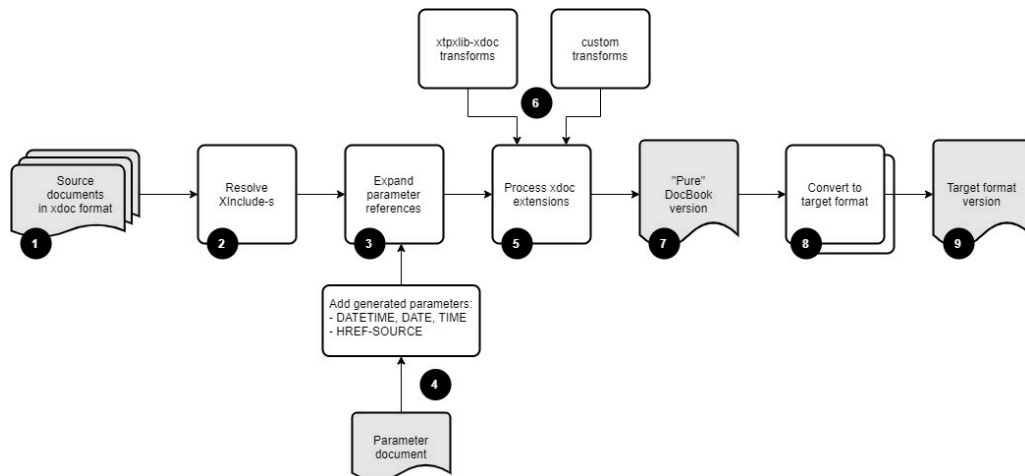 xtpxlib-xdoc
transforms
custom
transforms
6
Source
documents
in xdoc format
Resolve
XInclude-s
Expand
parameter
references
Process xdoc
extensions
"Pure"
DocBook
version
Convert to
target format
Target format
version
1
2
3
5
7
8
9
Add generated parameters:
- DATETIME, DATE, TIME
- HREF-SOURCE
4
Parameter
document